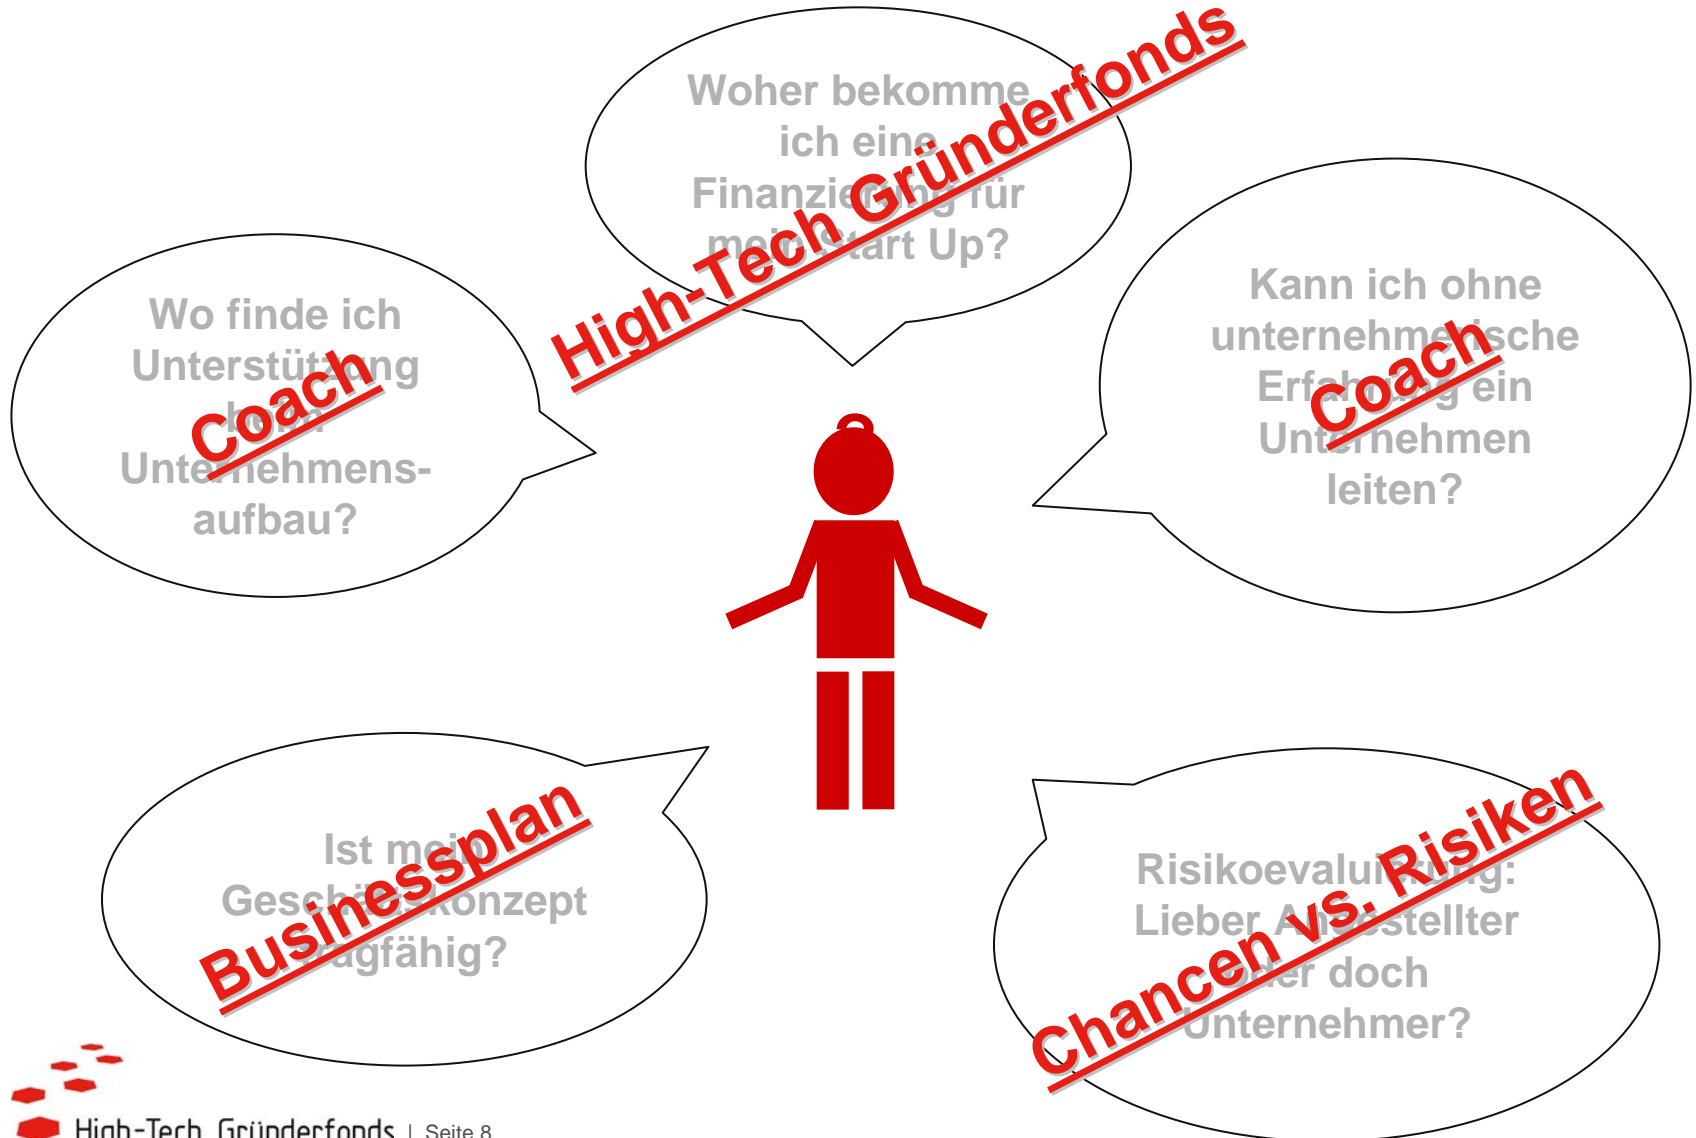 Woher bekomme
ich eine
Finanzierung für
mein Start Up?
High-Tech Gründerfonds
Wo finde ich
Unterstützung
beim
Unternehmens-
aufbau?
Coach
Kann ich ohne
unternehmerische
Erfahrung ein
Unternehmen
leiten?
Coach
Ist mein
Geschäftskonzept
tragfähig?
Businessplan
Risikoevaluierung:
Lieber Angestellter
oder doch
Unternehmer?
Chancen vs. Risiken
High-Tech Gründerfonds | Seite 8